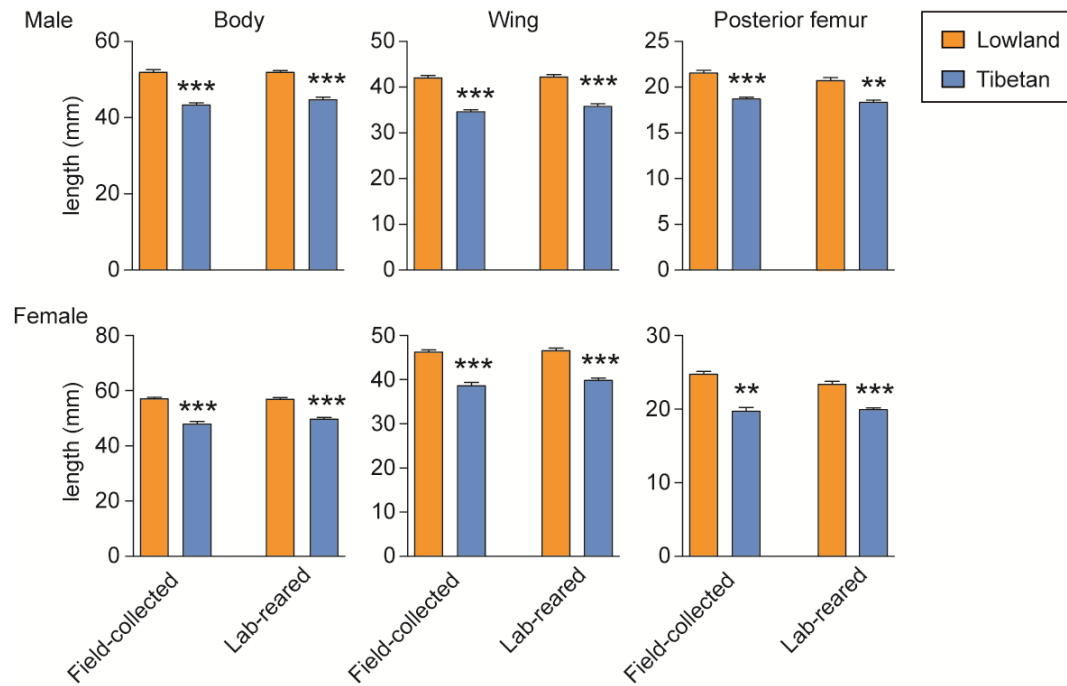 Male
Body
Wing
Posterior femur
Lowland
Tibetan
length (mm)
60
40
20
0
*** ***
50
40
30
20
10
0
*** ***
25
20
15
10
5
0
*** **
Female
length (mm)
80
60
40
20
0
*** ***
50
40
30
20
10
0
*** ***
30
20
10
0
** ***
Field-collected
Lab-reared
Field-collected
Lab-reared
Field-collected
Lab-reared